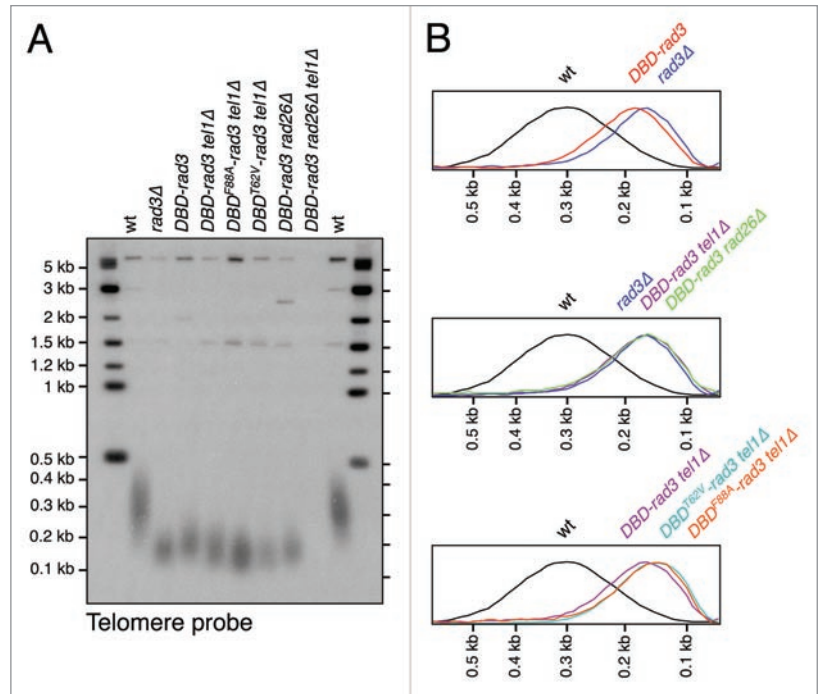 A
wt
rad3Δ
DBD-rad3
DBD-rad3 tel1Δ
DBDF88A-rad3 tel1Δ
DBDT62V-rad3 tel1Δ
DBD-rad3 rad26Δ
DBD-rad3 rad26Δ tel1Δ
wt
5 kb
3 kb
2 kb
1.5 kb
1.2 kb
1 kb
0.5 kb
0.4 kb
0.3 kb
0.2 kb
0.1 kb
Telomere probe
B
wt
DBD-rad3
rad3Δ
0.5 kb
0.4 kb
0.3 kb
0.2 kb
0.1 kb
wt
rad3Δ
DBD-rad3 tel1Δ
DBD-rad3 rad26Δ
0.5 kb
0.4 kb
0.3 kb
0.2 kb
0.1 kb
wt
DBD-rad3 tel1Δ
DBDT62V-rad3 tel1Δ
DBDF88A-rad3 tel1Δ
0.5 kb
0.4 kb
0.3 kb
0.2 kb
0.1 kb